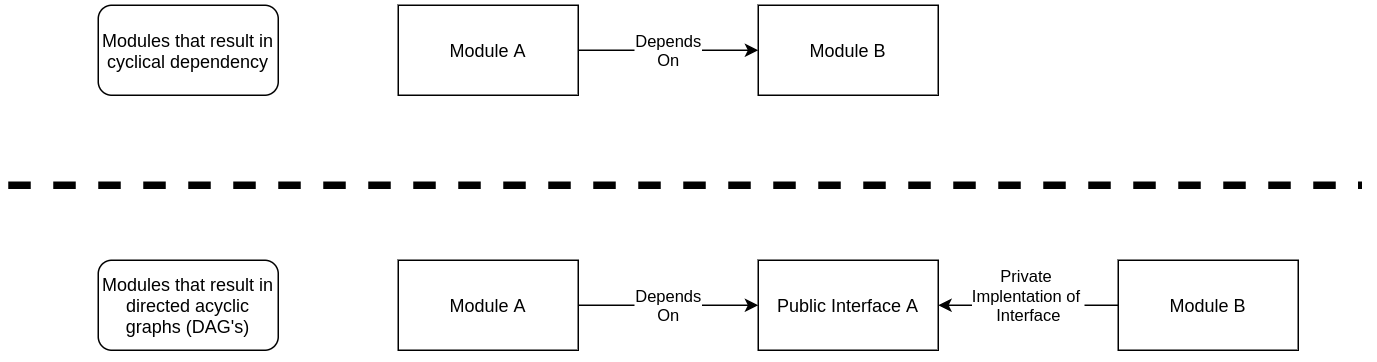 Modules that result in
cyclical dependency
Module A
Depends
On
Module B
Modules that result in
directed acyclic
graphs (DAG's)
Module A
Depends
On
Public Interface A
Private
Implentation of
Interface
Module B